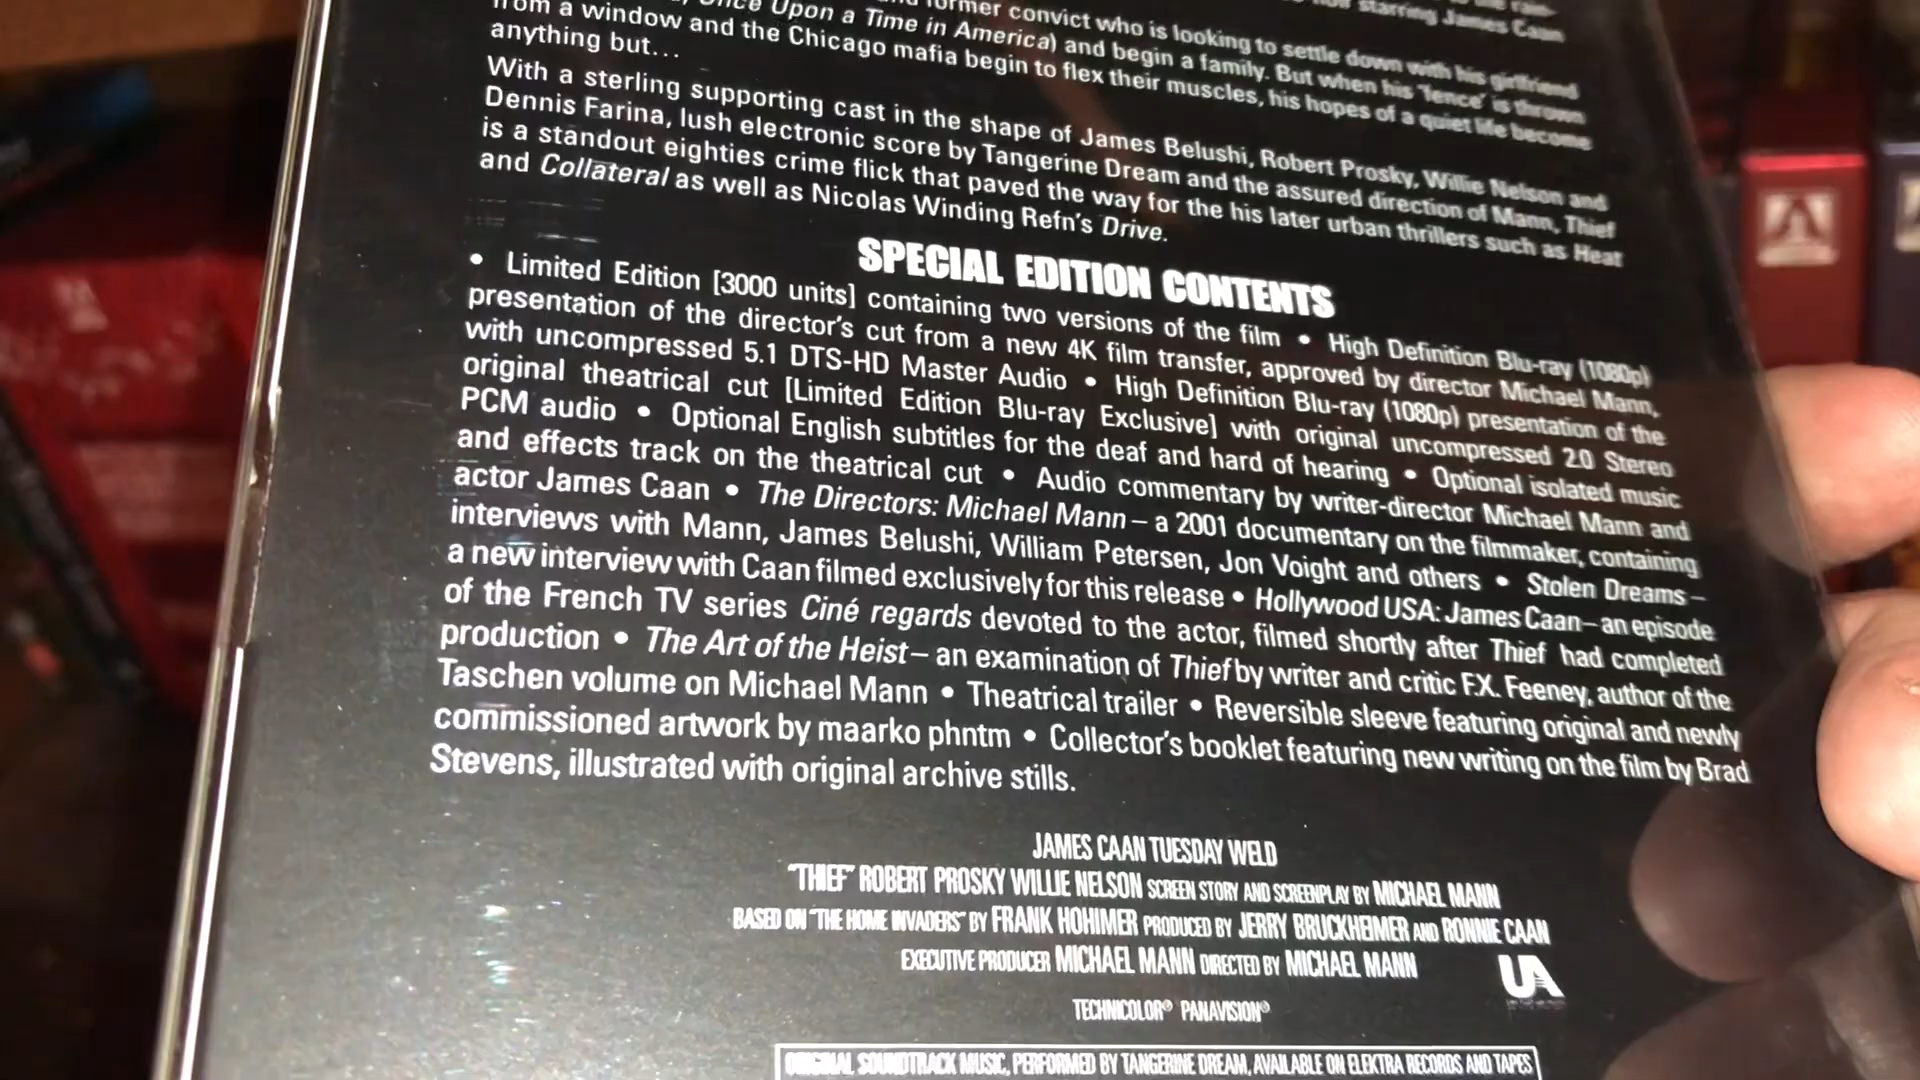 starring James Caan
former convict who is looking to settle down with his girlfriend
Once Upon a Time in America) and begin a family. But when his 'fence' is thrown
from a window and the Chicago mafia begin to flex their muscles, his hopes of a quiet life become
anything but...
With a sterling supporting cast in the shape of James Belushi, Robert Prosky, Willie Nelson and
Dennis Farina, lush electronic score by Tangerine Dream and the assured direction of Mann, Thief
is a standout eighties crime flick that paved the way for the his later urban thrillers such as Heat
and Collateral as well as Nicolas Winding Refn's Drive.
SPECIAL EDITION CONTENTS
• Limited Edition [3000 units] containing two versions of the film • High Definition Blu-ray (1080p)
presentation of the director's cut from a new 4K film transfer, approved by director Michael Mann,
with uncompressed 5.1 DTS-HD Master Audio • High Definition Blu-ray (1080p) presentation of the
original theatrical cut [Limited Edition Blu-ray Exclusive] with original uncompressed 2.0 Stereo
PCM audio • Optional English subtitles for the deaf and hard of hearing • Optional isolated music
and effects track on the theatrical cut • Audio commentary by writer-director Michael Mann and
actor James Caan • The Directors: Michael Mann – a 2001 documentary on the filmmaker, containing
interviews with Mann, James Belushi, William Petersen, Jon Voight and others • Stolen Dreams –
a new interview with Caan filmed exclusively for this release • Hollywood USA: James Caan – an episode
of the French TV series Ciné regards devoted to the actor, filmed shortly after Thief had completed
production • The Art of the Heist – an examination of Thief by writer and critic F.X. Feeney, author of the
Taschen volume on Michael Mann • Theatrical trailer • Reversible sleeve featuring original and newly
commissioned artwork by maarko phntm • Collector's booklet featuring new writing on the film by Brad
Stevens, illustrated with original archive stills.
JAMES CAAN TUESDAY WELD
"THIEF" ROBERT PROSKY WILLIE NELSON SCREEN STORY AND SCREENPLAY BY MICHAEL MANN
BASED ON "THE HOME INVADERS" BY FRANK HOHIMER PRODUCED BY JERRY BRUCKHEIMER AND RONNIE CAAN
EXECUTIVE PRODUCER MICHAEL MANN DIRECTED BY MICHAEL MANN
UA
TECHNICOLOR® PANAVISION®
ORIGINAL SOUNDTRACK MUSIC, PERFORMED BY TANGERINE DREAM, AVAILABLE ON ELEKTRA RECORDS AND TAPES